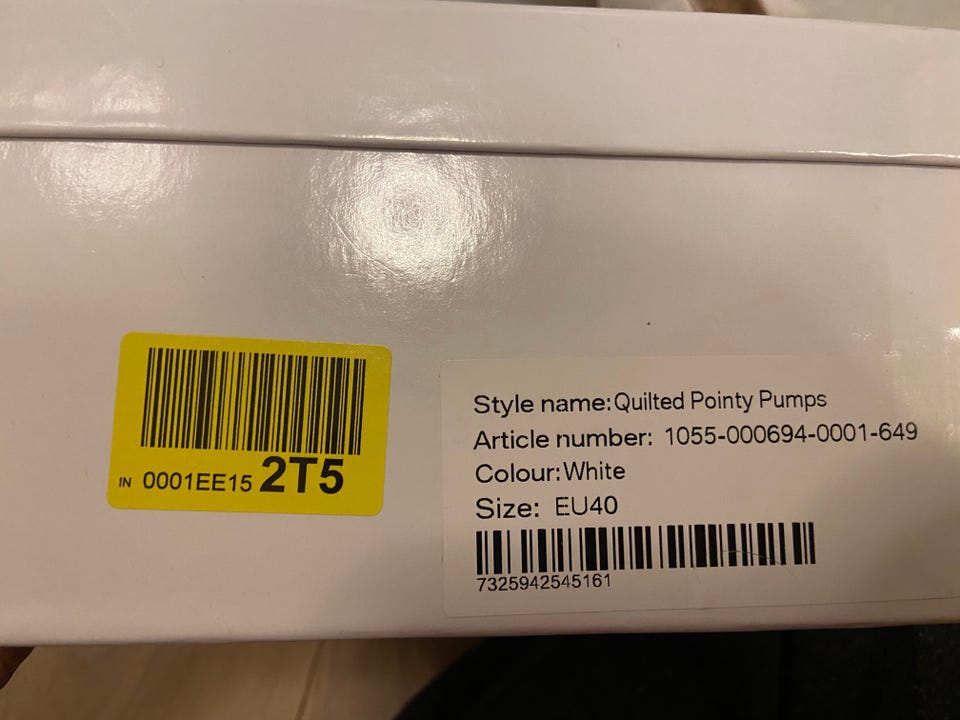 IN 0001EE15 2T5
Style name:Quilted Pointy Pumps
Article number: 1055-000694-0001-649
Colour:White
Size: EU40
7325942545161